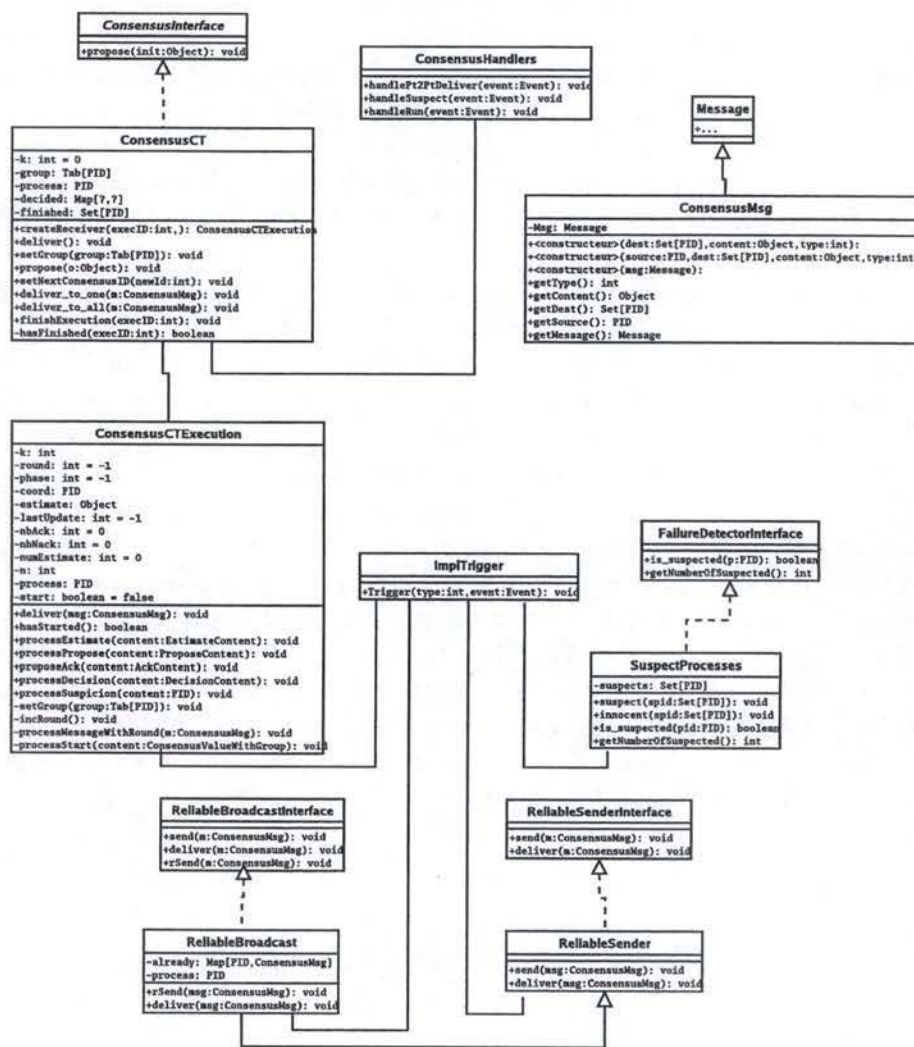 ConsensusInterface
+propose(init:Object): void
ConsensusHandlers
+handlePt2PtDeliver(event:Event): void
+handleSuspect(event:Event): void
+handleRun(event:Event): void
Message
+...
ConsensusCT
-k: int = 0
-group: Tab[PID]
-process: PID
-decided: Map[?,?]
-finished: Set[PID]
+createReceiver(execID:int,): ConsensusCTExecution
+deliver(): void
+setGroup(group:Tab[PID]): void
+propose(o:Object): void
+setNextConsensusID(newId:int): void
+deliver_to_one(m:ConsensusMsg): void
+deliver_to_all(m:ConsensusMsg): void
+finishExecution(execID:int): void
-hasFinished(execID:int): boolean
ConsensusMsg
-Msg: Message
+<constructeur>(dest:Set[PID],content:Object,type:int):
+<constructeur>(source:PID,dest:Set[PID],content:Object,type:int
+<constructeur>(msg:Message):
+getType(): int
+getContent(): Object
+getDest(): Set[PID]
+getSource(): PID
+getMessage(): Message
ConsensusCTExecution
-k: int
-round: int = -1
-phase: int = -1
-coord: PID
-estimate: Object
-lastUpdate: int = -1
-nbAck: int = 0
-nbNack: int = 0
-numEstimate: int = 0
-n: int
-process: PID
-start: boolean = false
+deliver(msg:ConsensusMsg): void
+hasStarted(): boolean
+processEstimate(content:EstimateContent): void
+processPropose(content:ProposeContent): void
+proposeAck(content:AckContent): void
+processDecision(content:DecisionContent): void
+processSuspicion(content:PID): void
-setGroup(group:Tab[PID]): void
-incRound(): void
-processMessageWithRound(m:ConsensusMsg): void
-processStart(content:ConsensusValueWithGroup): void
ImplTrigger
+Trigger(type:int,event:Event): void
FailureDetectorInterface
+is_suspected(p:PID): boolean
+getNumberOfSuspected(): int
SuspectProcesses
-suspects: Set[PID]
+suspect(spid:Set[PID]): void
+innocent(spid:Set[PID]): void
+is_suspected(pid:PID): boolean
+getNumberOfSuspected(): int
ReliableBroadcastInterface
+send(m:ConsensusMsg): void
+deliver(m:ConsensusMsg): void
+rSend(m:ConsensusMsg): void
ReliableSenderInterface
+send(m:ConsensusMsg): void
+deliver(m:ConsensusMsg): void
ReliableBroadcast
-already: Map[PID,ConsensusMsg]
-process: PID
+rSend(msg:ConsensusMsg): void
+deliver(msg:ConsensusMsg): void
ReliableSender
+send(msg:ConsensusMsg): void
+deliver(msg:ConsensusMsg): void